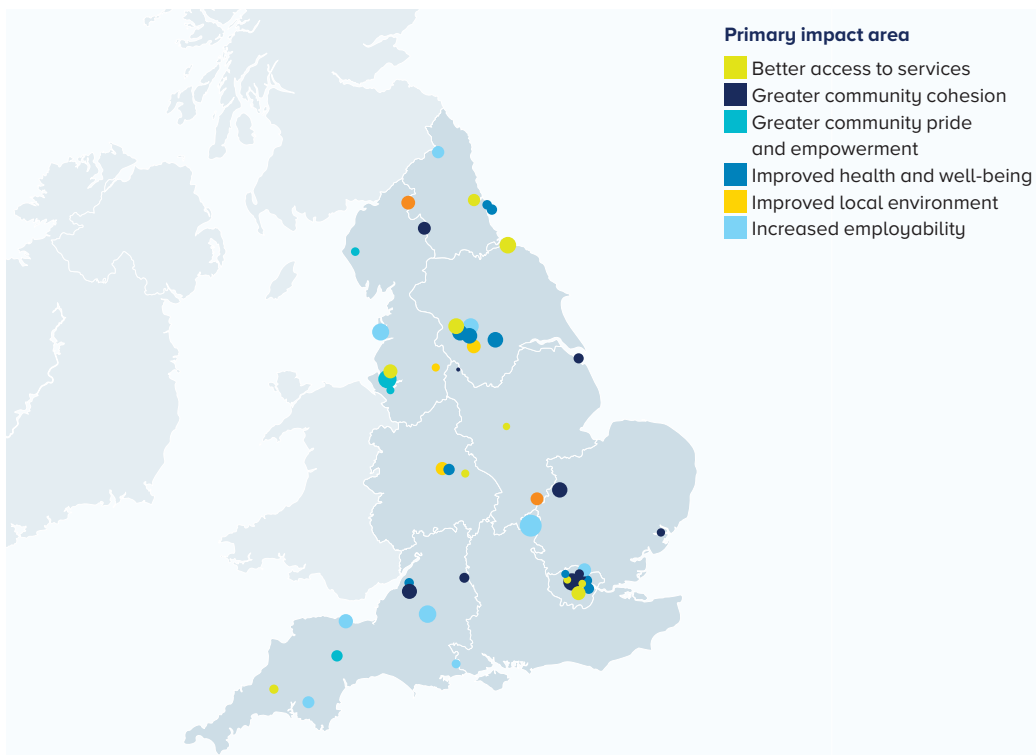 Primary impact area
Better access to services
Greater community cohesion
Greater community pride
and empowerment
Improved health and well-being
Improved local environment
Increased employability